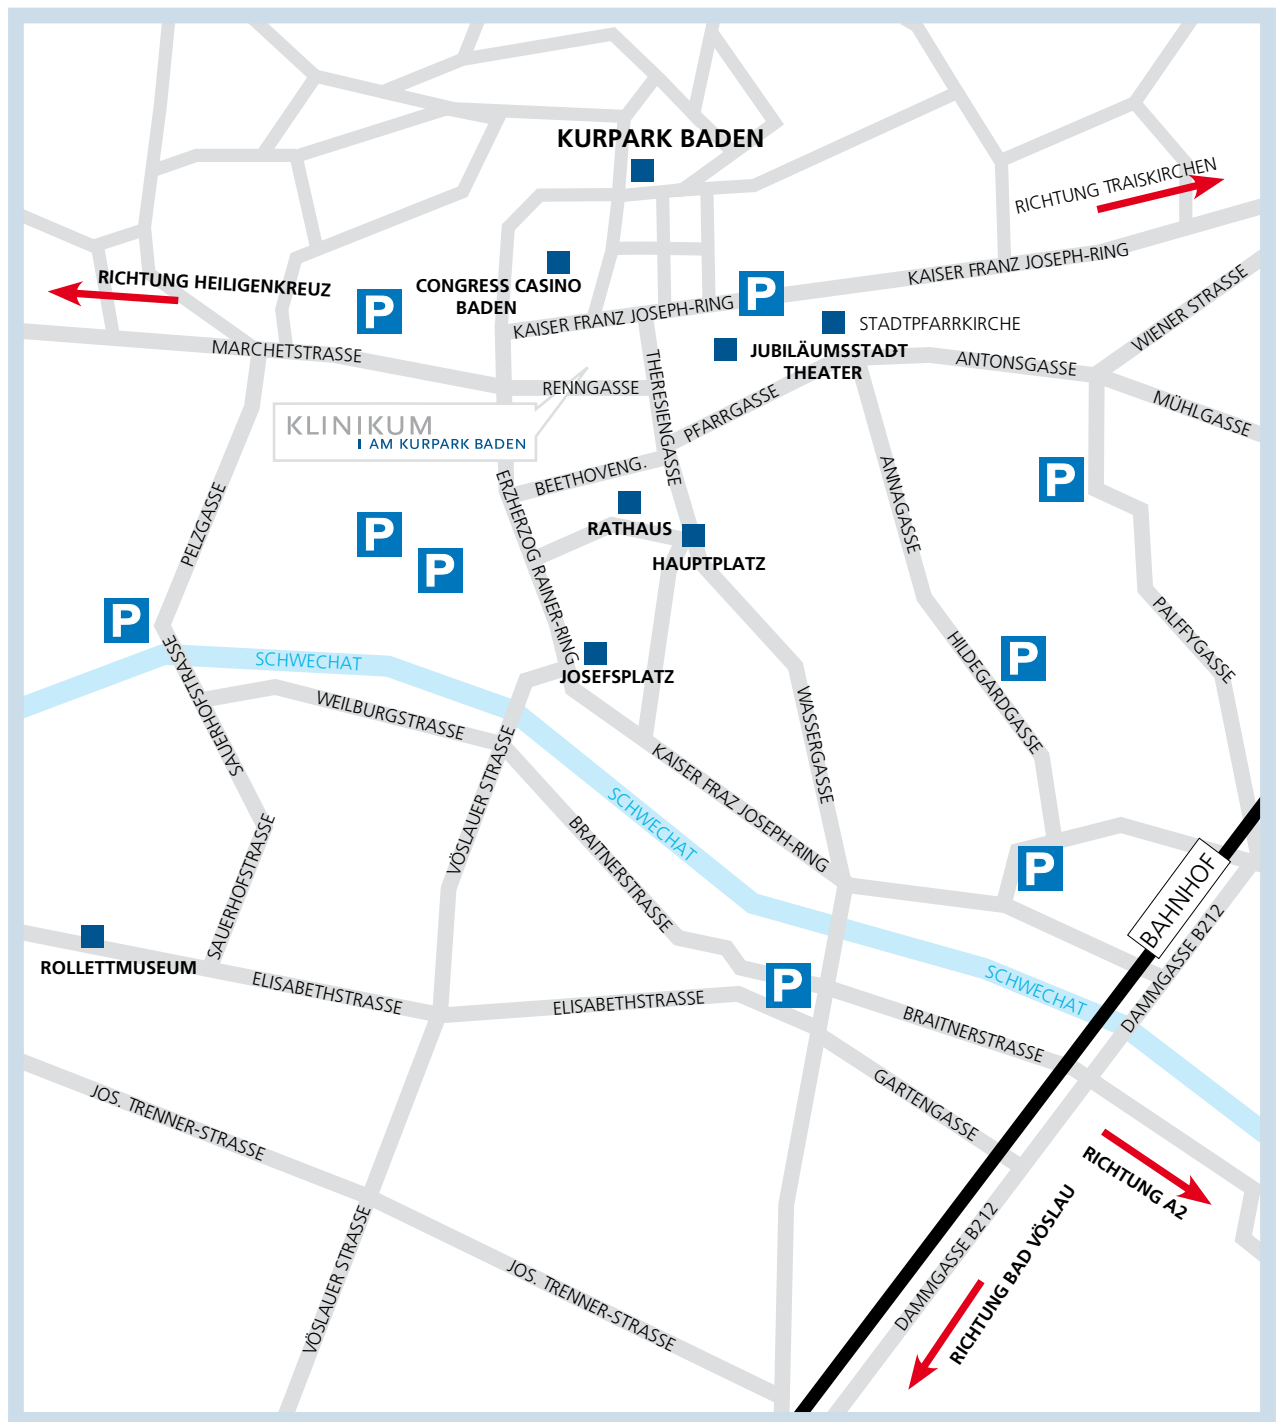 KURPARK BADEN
RICHTUNG TRAISKIRCHEN
KAISER FRANZ JOSEPH-RING
RICHTUNG HEILIGENKREUZ
CONGRESS CASINO
BADEN
P
P
KAISER FRANZ JOSEPH-RING
STADTPFARRKIRCHE
WIENER STRASSE
MARCHETSTRASSE
JUBILÄUMSSTADT
THEATER
ANTONSGASSE
RENNGASSE
THERESIENGASSE
PFARRGASSE
MÜHLGASSE
KLINIKUM
AM KURPARK BADEN
BEETHOVENG.
P
ANNAGASSE
PELZGASSE
ERZHERZOG RAINER-RING
RATHAUS
P
HAUPTPLATZ
P
P
PALFFYGASSE
SCHWECHAT
JOSEFSPLATZ
P
HILDEGARDGASSE
SAUERHOFSTRASSE
WEILBURGSTRASSE
WASSERGASSE
VÖSLAUER STRASSE
KAISER FRAZ JOSEPH-RING
SCHWECHAT
BRAITNERSTRASSE
SAUERHOFSTRASSE
P
BAHNHOF
DAMMGASSE B212
ROLLETTMUSEUM
ELISABETHSTRASSE
ELISABETHSTRASSE
P
SCHWECHAT
BRAITNERSTRASSE
GARTENGASSE
JOS. TRENNER-STRASSE
RICHTUNG A2
DAMMGASSE B212
RICHTUNG BAD VÖSLAU
VÖSLAUER STRASSE
JOS. TRENNER-STRASSE